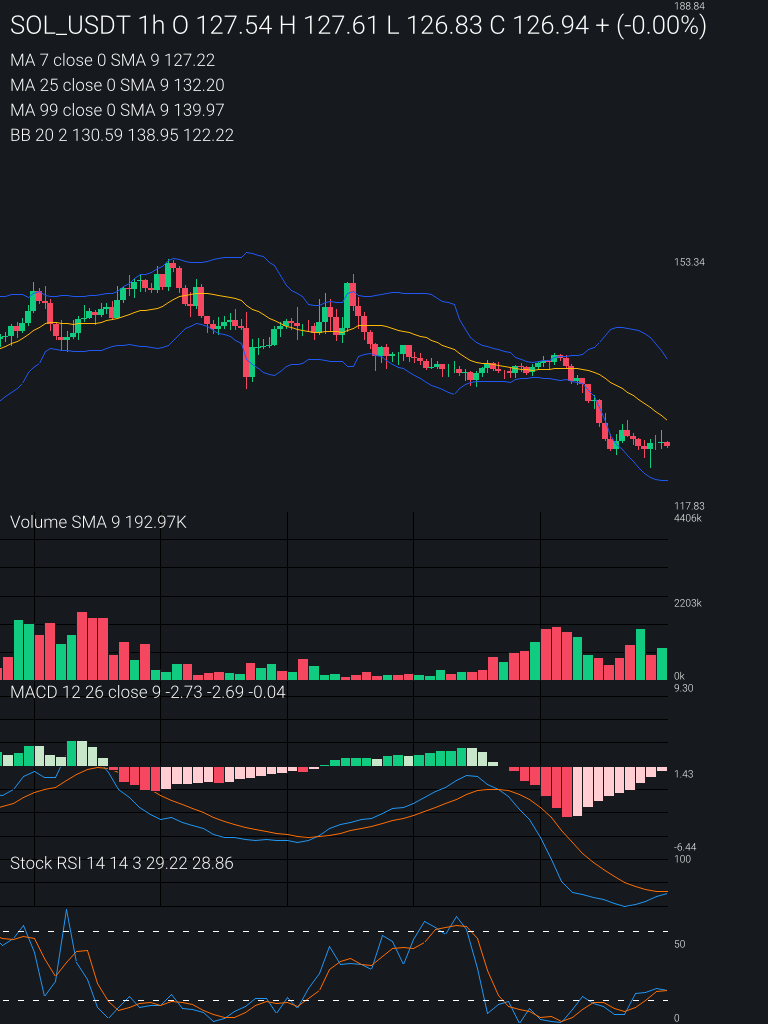 188.84
SOL_USDT 1h O 127.54 H 127.61 L 126.83 C 126.94 + (-0.00%)
MA 7 close 0 SMA 9 127.22
MA 25 close 0 SMA 9 132.20
MA 99 close 0 SMA 9 139.97
BB 20 2 130.59 138.95 122.22
153.34
117.83
4406k
Volume SMA 9 192.97K
2203k
0k
9.30
MACD 12 26 close 9 -2.73 -2.69 -0.04
1.43
-6.44
100
Stock RSI 14 14 3 29.22 28.86
50
0